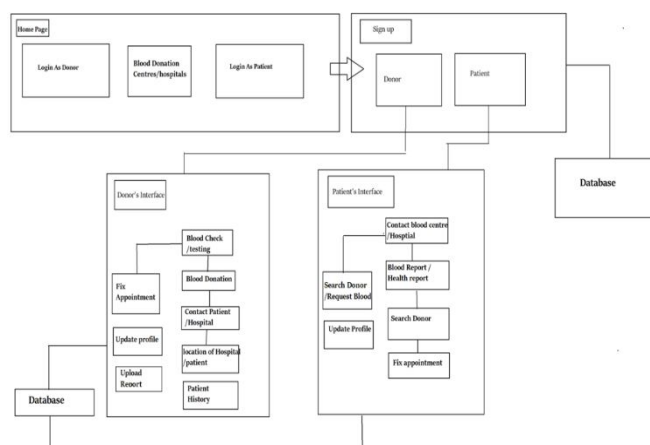 Home Page
Login As Donor
Blood Donation
Centres/hospitals
Login As Patient
Sign up
Donor
Patient
Database
Donor's Interface
Blood Check
/testing
Fix
Appointment
Blood Donation
Contact Patient
/Hospital
Update profile
location of Hospital
/patient
Upload
Report
Patient
History
Database
Patient's Interface
Contact blood centre
/Hosptial
Search Donor
/Request Blood
Blood Report /
Health report
Update Profile
Search Donor
Fix appointment